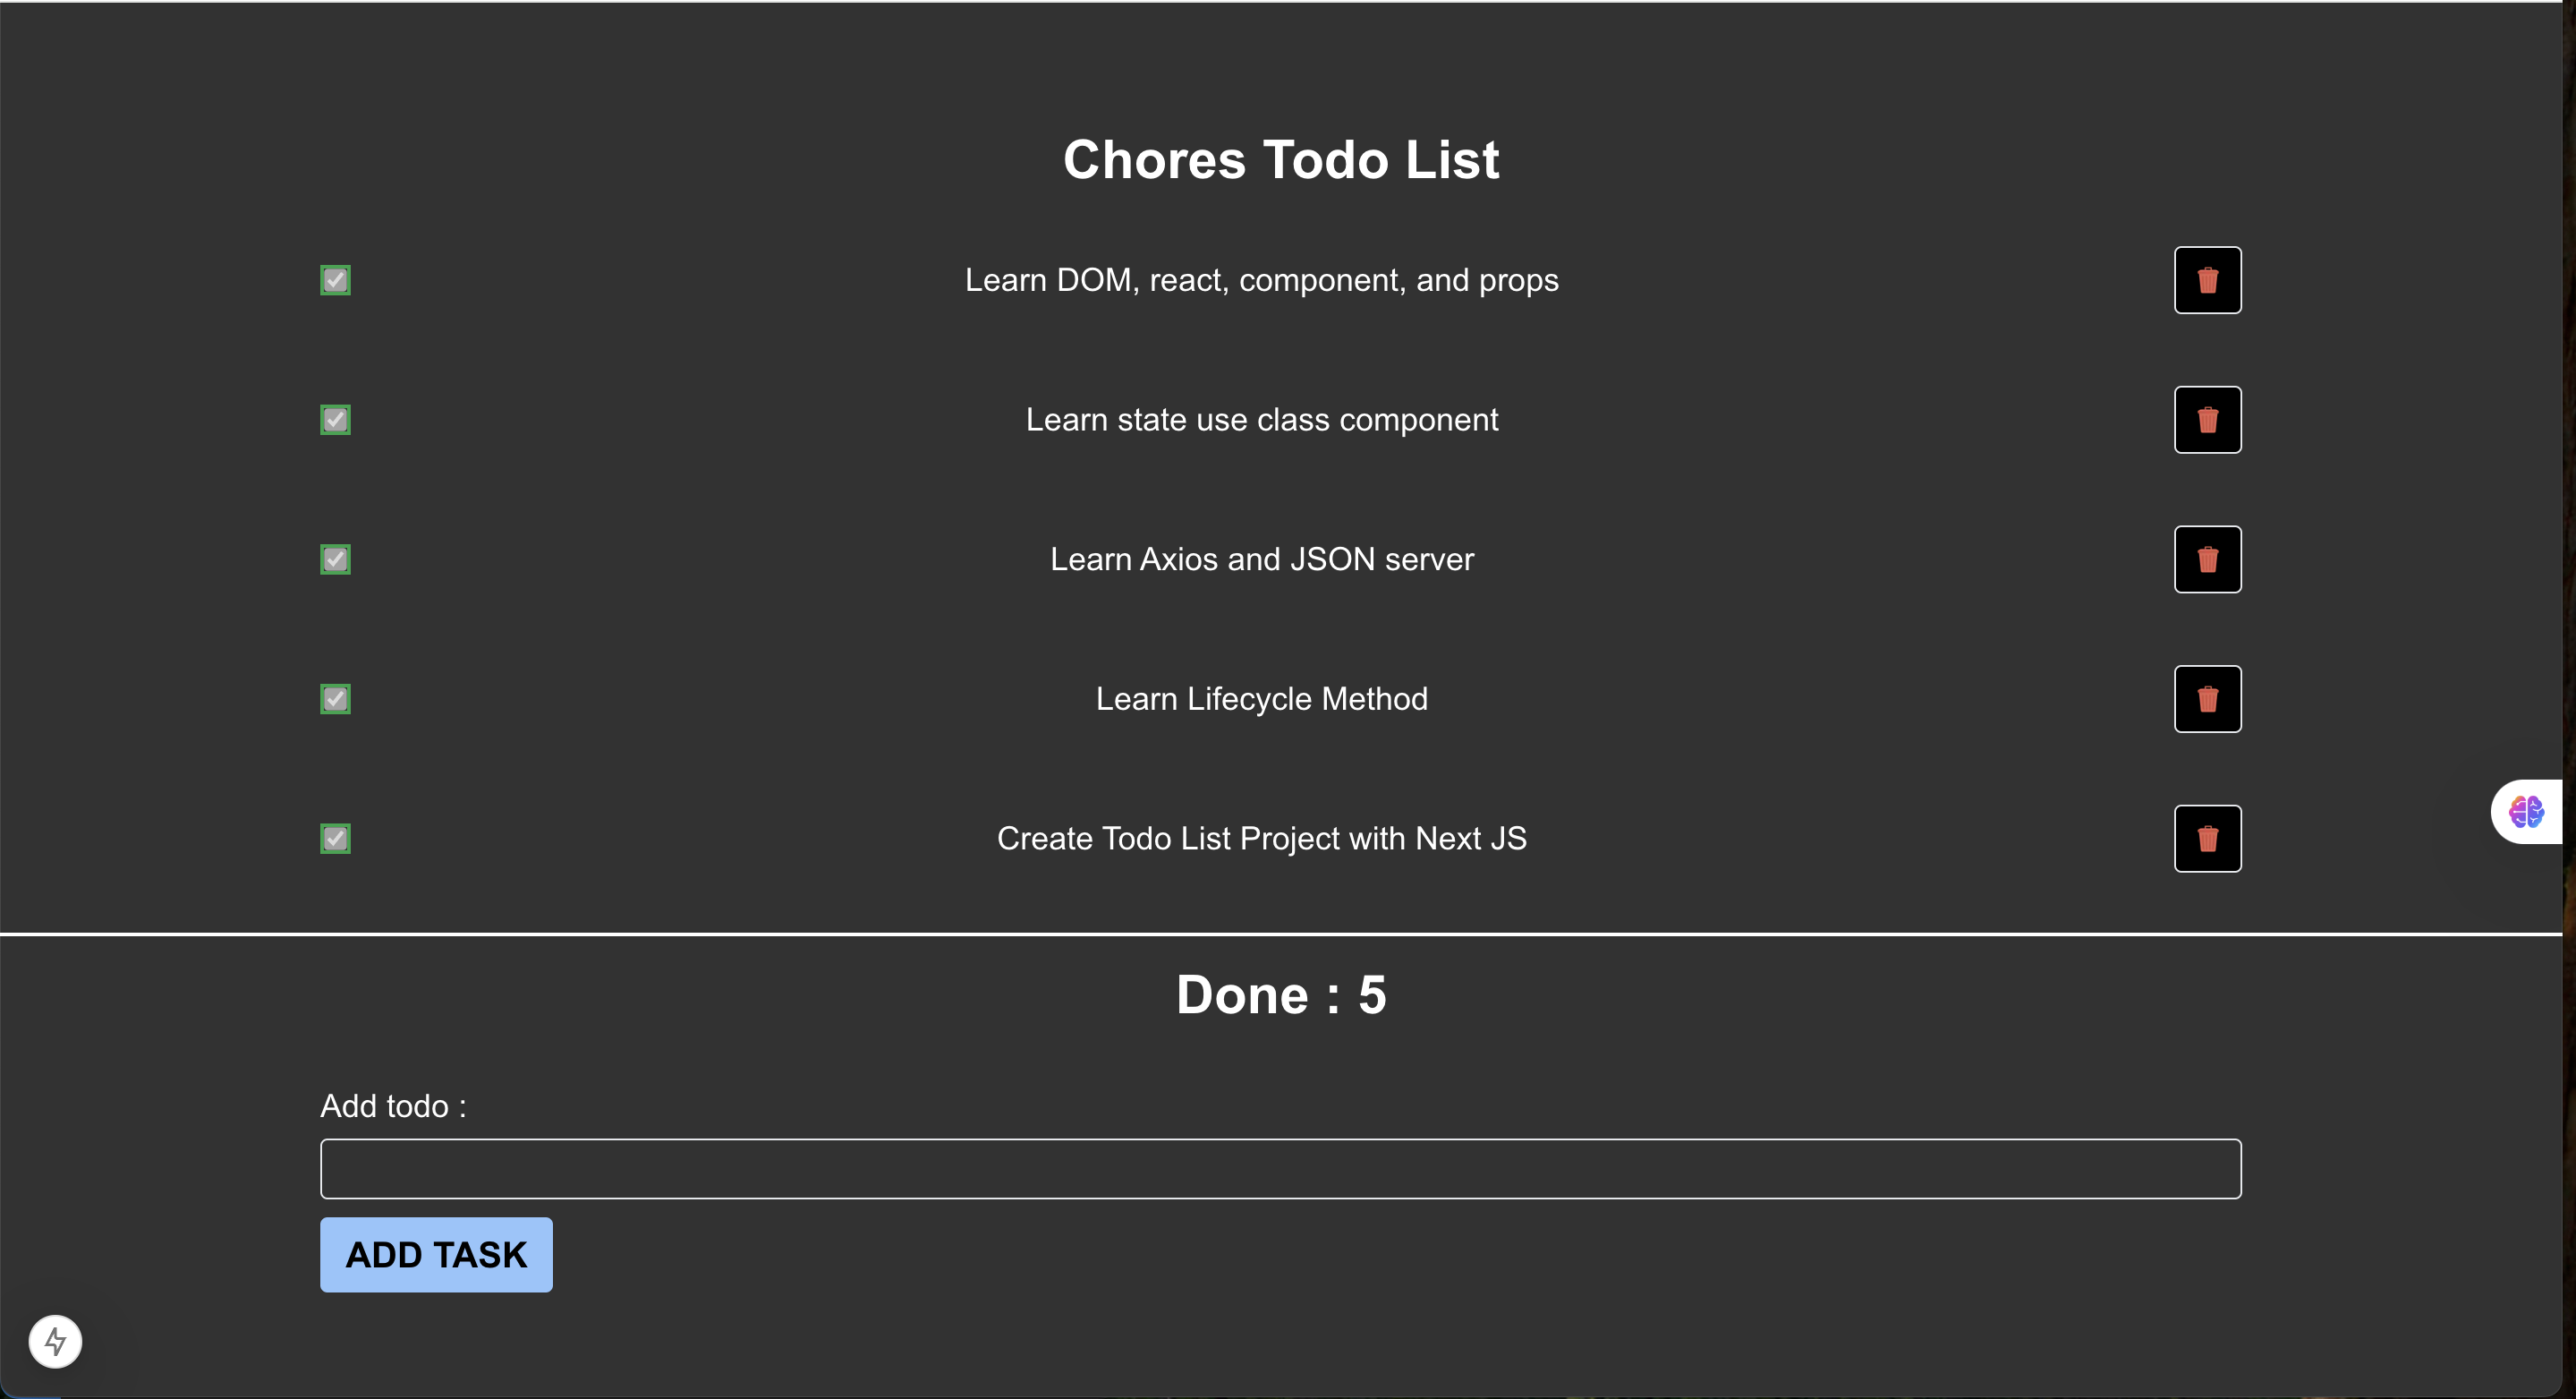 Chores Todo List
Learn DOM, react, component, and props
Learn state use class component
Learn Axios and JSON server
Learn Lifecycle Method
Create Todo List Project with Next JS
Done : 5
Add todo :
ADD TASK